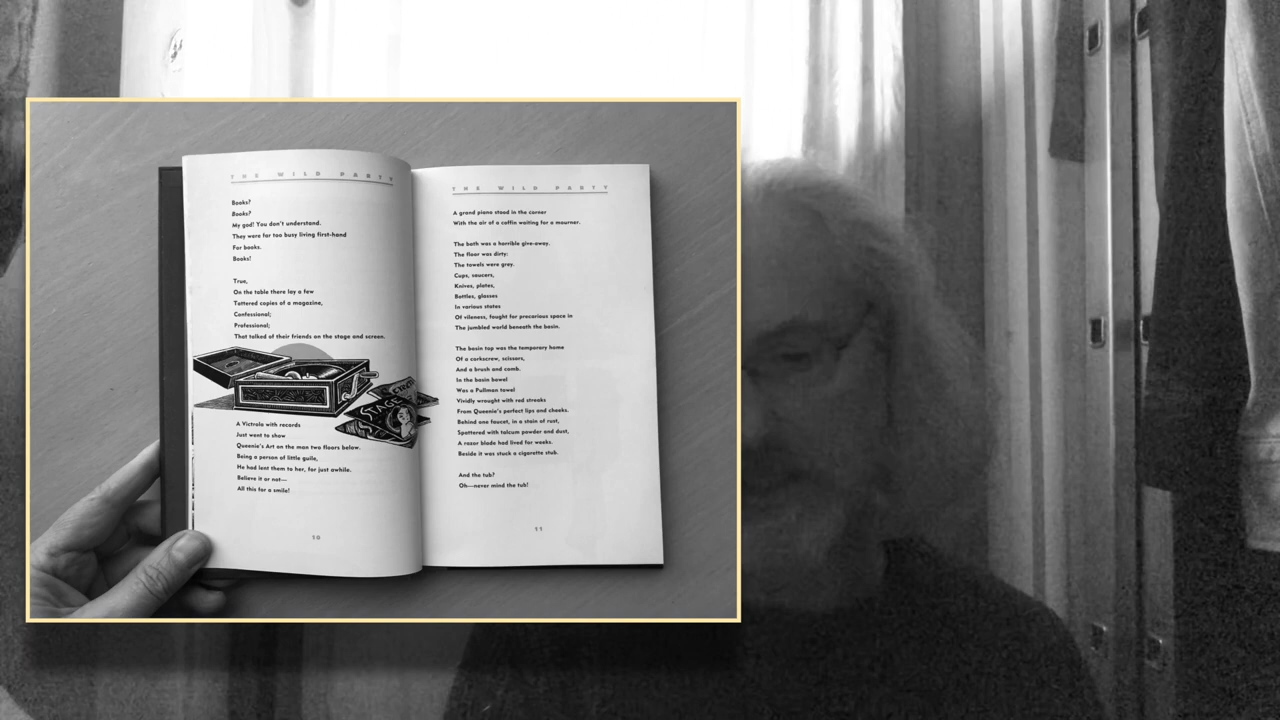 THE WILD PARTY
Books?
Books?
My god! You don't understand.
They were far too busy living first-hand
For books.
Books!
True,
On the table there lay a few
Tattered copies of a magazine,
Confessional;
Professional;
That talked of their friends on the stage and screen.
STAGE
A Victrola with records
Just went to show
Queenie's Art on the man two floors below.
Being a person of little guile,
He had lent them to her, for just awhile.
Believe it or not—
All this for a smile!
10
THE WILD PARTY
A grand piano stood in the corner
With the air of a coffin waiting for a mourner.
The bath was a horrible give-away.
The floor was dirty:
The towels were grey.
Cups, saucers,
Knives, plates,
Bottles, glasses
In various states
Of vileness, fought for precarious space in
The jumbled world beneath the basin.
The basin top was the temporary home
Of a corkscrew, scissors,
And a brush and comb.
In the basin bowel
Was a Pullman towel
Vividly wrought with red streaks
From Queenie's perfect lips and cheeks.
Behind one faucet, in a stain of rust,
Spattered with talcum powder and dust,
A razor blade had lived for weeks.
Beside it was stuck a cigarette stub.
And the tub?
Oh—never mind the tub!
11